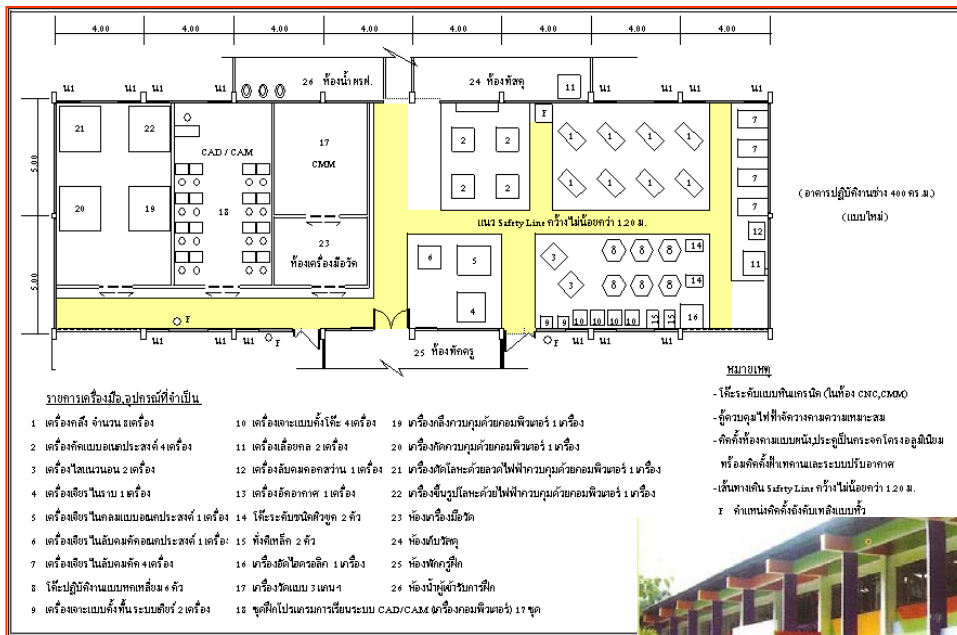 4.00 4.00 4.00 4.00 4.00 4.00 4.00 4.00
26 ห้องน้ำ ผรฝ.
24 ห้องพัสดุ
11
น1 น1 น1 น1 น1 น1
F
21 22
CAD / CAM
17
CMM
2 2
1 1 1 1
7
7
5.00
2 2
1 1 1 1
7
7
( อาคารปฏิบัติงานช่าง 400 ตร.ม.)
(แบบใหม่)
20 19
18
แนว Safety Line กว้างไม่น้อยกว่า 1.20 ม.
12
23
ห้องเครื่องมือวัด
6 5
3
8 8 8
14
11
5.00
3
8 8 8
14
4
9 9 10 10 10 10 15 15
16
F
น1 น1 น1
F
25 ห้องพักครู
F
น1 น1 น1
รายการเครื่องมือ,อุปกรณ์ที่จำเป็น
1 เครื่องกลึง จำนวน 8เครื่อง
2 เครื่องกัดแบบอเนกประสงค์ 4เครื่อง
3 เครื่องไสแนวนอน 2 เครื่อง
4 เครื่องเจียระไนราบ 1 เครื่อง
5 เครื่องเจียระไนกลมแบบอเนกประสงค์ 1 เครื่อง
6 เครื่องเจียระไนลับคมตัดอเนกประสงค์ 1 เครื่อง
7 เครื่องเจียระไนลับคมตัด 4 เครื่อง
8 โต๊ะปฏิบัติงานแบบหกเหลี่ยม 6 ตัว
9 เครื่องเจาะแบบตั้งพื้น ระบบเกียร์ 2 เครื่อง
10 เครื่องเจาะแบบตั้งโต๊ะ 4 เครื่อง
11 เครื่องเลื่อยกล 2 เครื่อง
12 เครื่องลับคมดอกสว่าน 1 เครื่อง
13 เครื่องอัดอากาศ 1 เครื่อง
14 โต๊ะระดับชนิดคิวชุด 2 ตัว
15 ทั่งตีเหล็ก 2 ตัว
16 เครื่องอัดไฮดรอลิก 1 เครื่อง
17 เครื่องวัดแบบ 3 แกนฯ
18 ชุดฝึกโปรแกรมการเรียนระบบ CAD/CAM (เครื่องคอมพิวเตอร์) 17 ชุด
19 เครื่องกลึงควบคุมด้วยคอมพิวเตอร์ 1 เครื่อง
20 เครื่องกัดควบคุมด้วยคอมพิวเตอร์ 1 เครื่อง
21 เครื่องตัดโลหะด้วยลวดไฟฟ้าควบคุมด้วยคอมพิวเตอร์ 1 เครื่อง
22 เครื่องขึ้นรูปโลหะด้วยไฟฟ้าควบคุมด้วยคอมพิวเตอร์ 1 เครื่อง
23 ห้องเครื่องมือวัด
24 ห้องเก็บวัสดุ
25 ห้องพักครูฝึก
26 ห้องน้ำผู้เข้ารับการฝึก
หมายเหตุ
- โต๊ะระดับแบบหินแกรนิต (ในห้อง CNC,CMM)
- ตู้ควบคุมไฟฟ้าจัดวางตามความเหมาะสม
- ติดตั้งห้องตามแบบผนัง,ประตูเป็นกระจกโครงอลูมิเนียม
พร้อมติดตั้งฝ้าเพดานและระบบปรับอากาศ
- เส้นทางเดิน Safety Line กว้างไม่น้อยกว่า 1.20 ม.
F ตำแหน่งติดตั้งถังดับเพลิงแบบหิ้ว